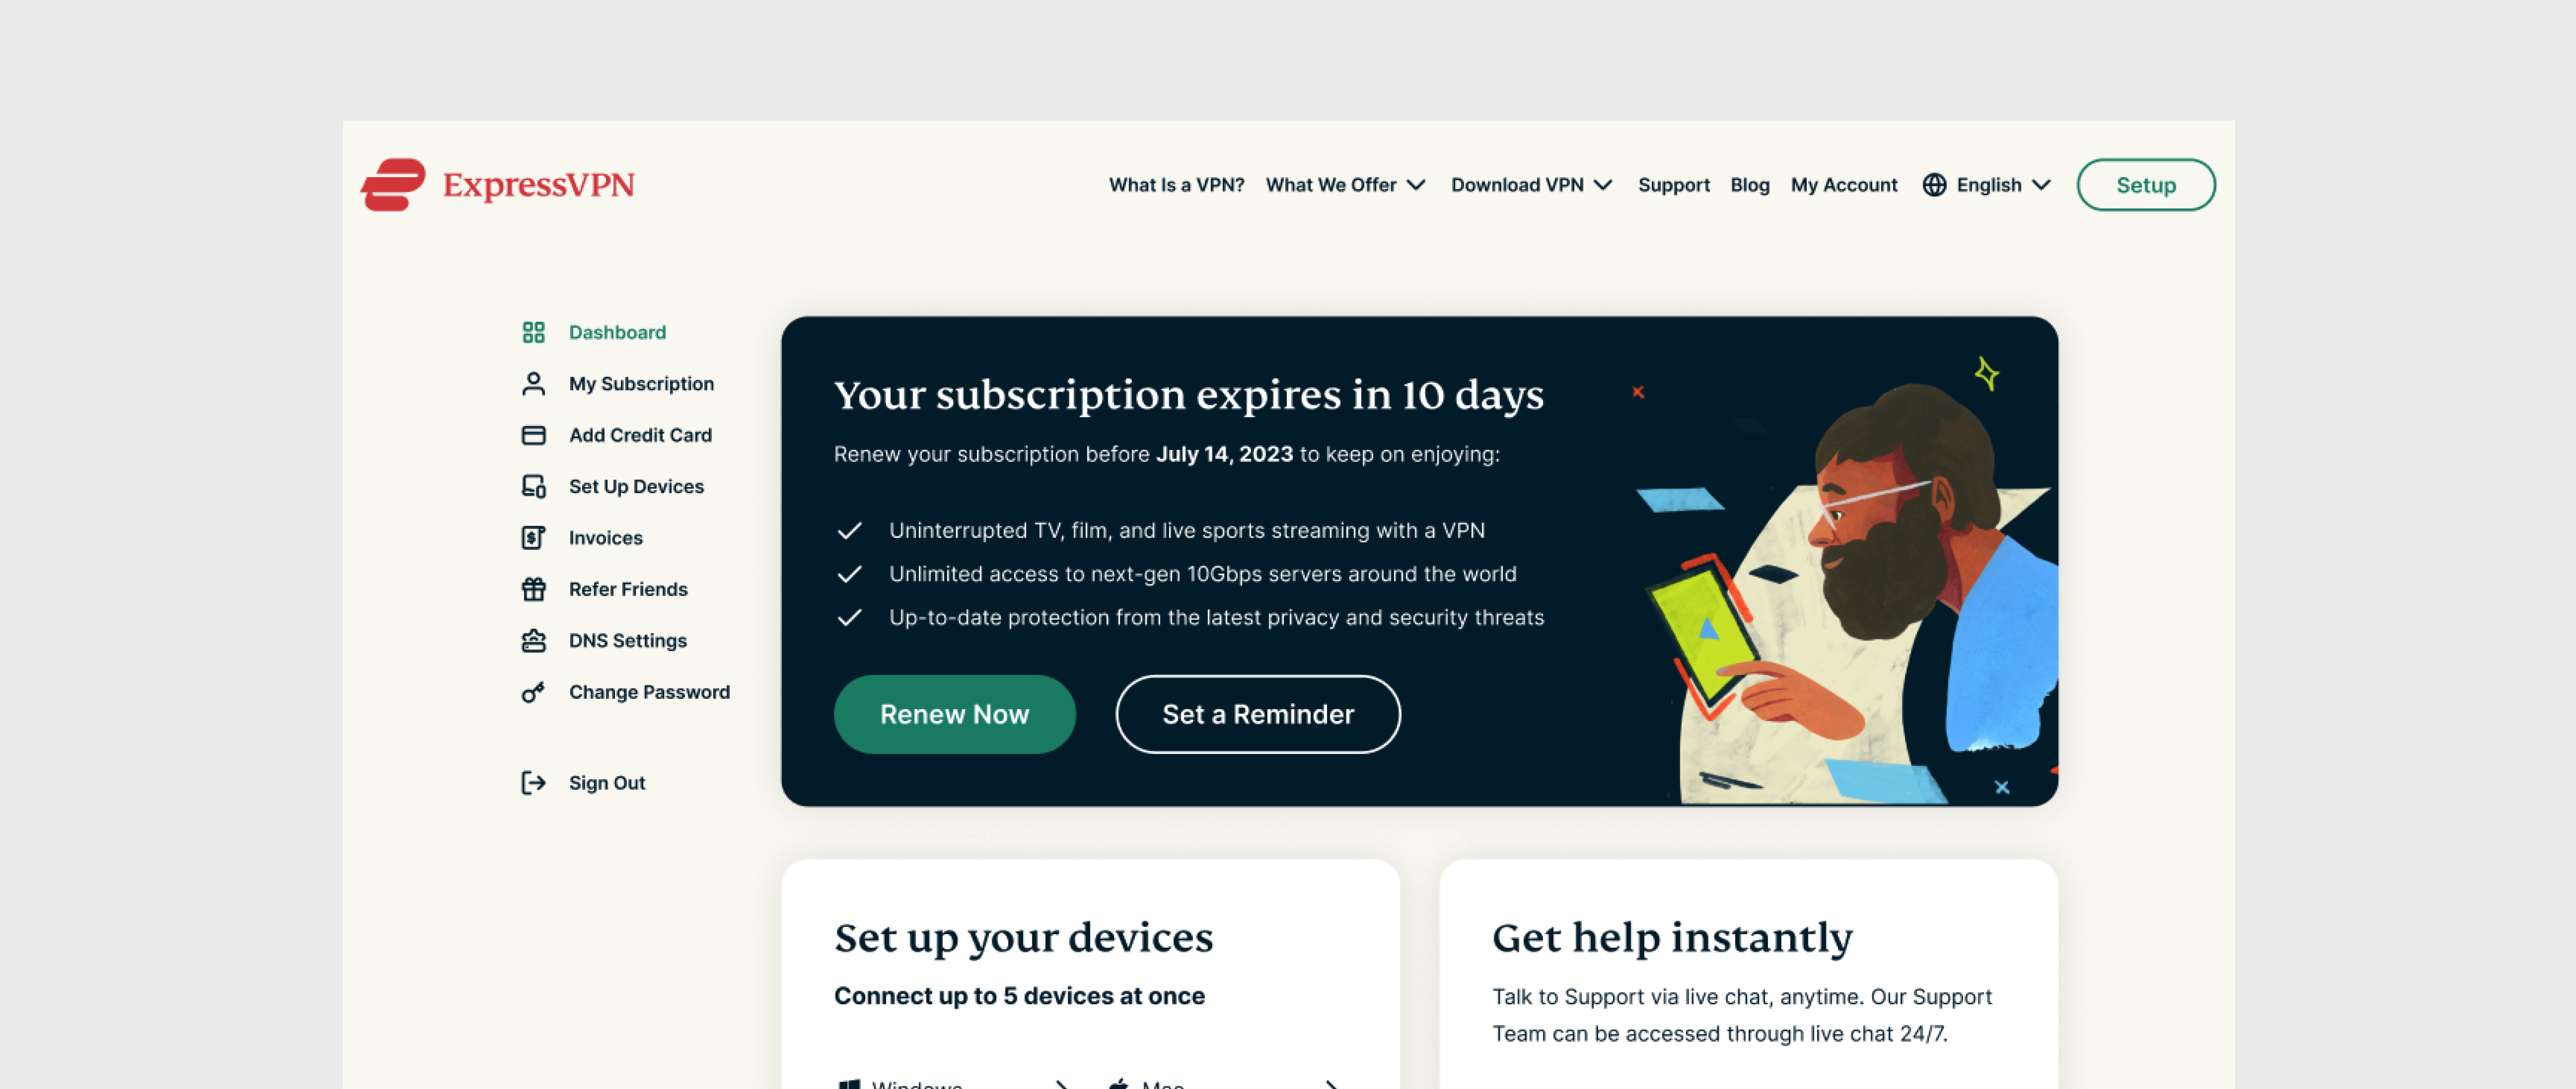 ExpressVPN
What Is a VPN? What We Offer Download VPN Support Blog My Account English Setup
Dashboard
My Subscription
Add Credit Card
Set Up Devices
Invoices
Refer Friends
DNS Settings
Change Password
Sign Out
Your subscription expires in 10 days
Renew your subscription before July 14, 2023 to keep on enjoying:
Uninterrupted TV, film, and live sports streaming with a VPN
Unlimited access to next-gen 10Gbps servers around the world
Up-to-date protection from the latest privacy and security threats
Renew Now Set a Reminder
Set up your devices
Connect up to 5 devices at once
Windows Mac
Get help instantly
Talk to Support via live chat, anytime. Our Support
Team can be accessed through live chat 24/7.